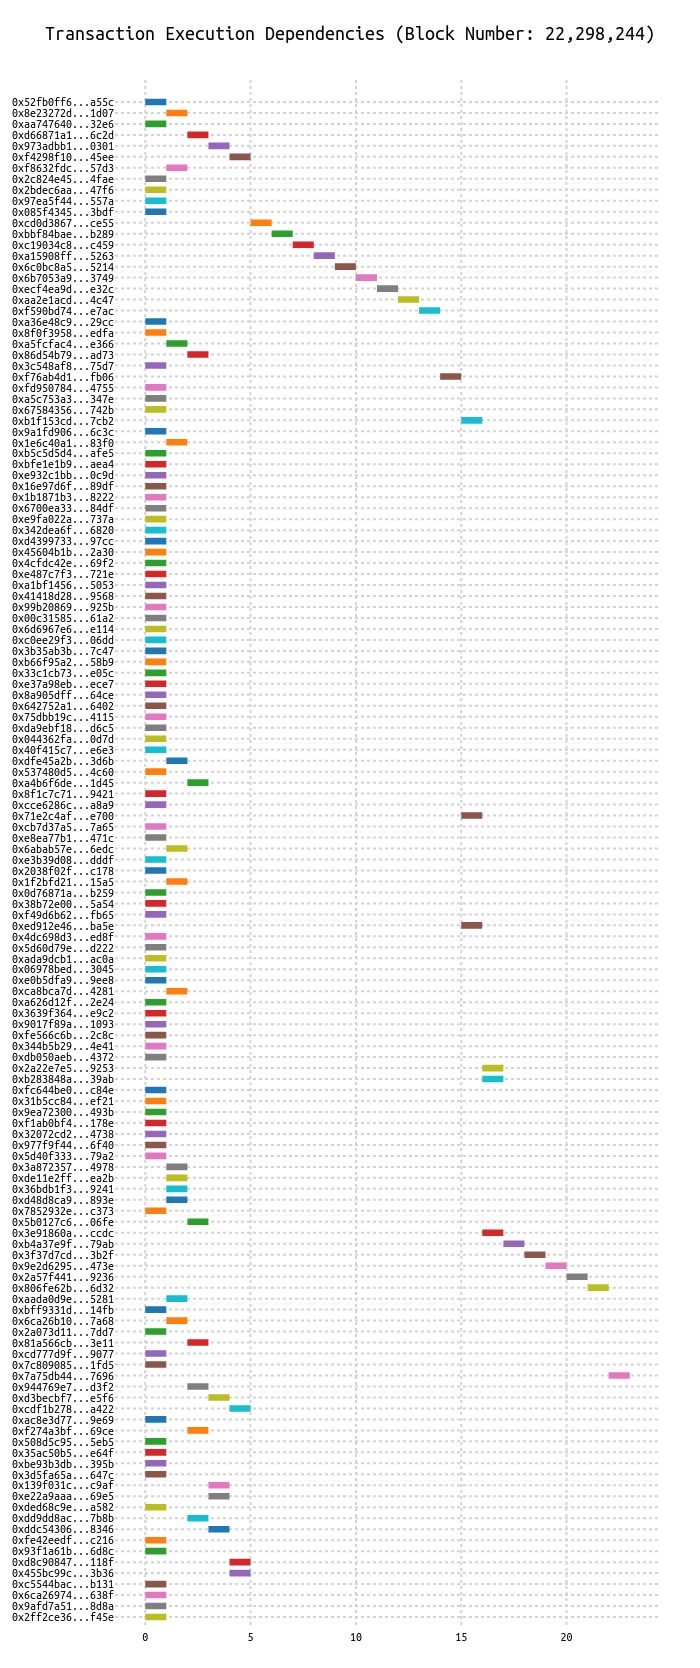 Transaction Execution Dependencies (Block Number: 22,298,244)
0x52fb0ff6...a55c
0x8e23272d...1d07
0xaa747640...32e6
0xd66871a1...6c2d
0x973adbb1...0301
0xf4298f10...45ee
0xf8632fdc...57d3
0x2c824e45...4fae
0x2bdec6aa...47f6
0x97ea5f44...557a
0x085f4345...3bdf
0xcd0d3867...ce55
0xbbf84bae...b289
0xc19034c8...c459
0xa15908ff...5263
0x6c0bc8a5...5214
0x6b7053a9...3749
0xecf4ea9d...e32c
0xaa2e1acd...4c47
0xf590bd74...e7ac
0xa36e48c9...29cc
0x8f0f3958...edfa
0xa5fcfac4...e366
0x86d54b79...ad73
0x3c548af8...75d7
0xf76ab4d1...fb06
0xfd950784...4755
0xa5c753a3...347e
0x67584356...742b
0xb1f153cd...7cb2
0x9a1fd906...6c3c
0x1e6c40a1...83f0
0xb5c5d5d4...afe5
0xbfe1e1b9...aea4
0xe932c1bb...0c9d
0x16e97d6f...89df
0x1b1871b3...8222
0x6700ea33...84df
0xe9fa022a...737a
0x342dea6f...6820
0xd4399733...97cc
0x45604b1b...2a30
0x4cfdc42e...69f2
0xe487c7f3...721e
0xa1bf1456...5053
0x41418d28...9568
0x99b20869...925b
0x00c31585...61a2
0x6d6967e6...e114
0xc0ee29f3...06dd
0x3b35ab3b...7c47
0xb66f95a2...58b9
0x33c1cb73...e05c
0xe37a98eb...ece7
0x8a905dff...64ce
0x642752a1...6402
0x75dbb19c...4115
0xda9ebf18...d6c5
0x044362fa...0d7d
0x40f415c7...e6e3
0xdfe45a2b...3d6b
0x537480d5...4c60
0xa4b6f6de...1d45
0x8f1c7c71...9421
0xcce6286c...a8a9
0x71e2c4af...e700
0xcb7d37a5...7a65
0xe8ea77b1...471c
0x6abab57e...6edc
0xe3b39d08...dddf
0x2038f02f...c178
0x1f2bfd21...15a5
0x0d76871a...b259
0x38b72e00...5a54
0xf49d6b62...fb65
0xed912e46...ba5e
0x4dc698d3...ed8f
0x5d60d79e...d222
0xada9dcb1...ac0a
0x06978bed...3045
0xe0b5dfa9...9ee8
0xca8bca7d...4281
0xa626d12f...2e24
0x3639f364...e9c2
0x9017f89a...1093
0xfe566c6b...2c8c
0x344b5b29...4e41
0xdb050aeb...4372
0x2a22e7e5...9253
0xb283848a...39ab
0xfc644be0...c84e
0x31b5cc84...ef21
0x9ea72300...493b
0xf1ab0bf4...178e
0x32072cd2...4738
0x977f9f44...6f40
0x5d40f333...79a2
0x3a872357...4978
0xde11e2ff...ea2b
0x36bdb1f3...9241
0xd48d8ca9...893e
0x7852932e...c373
0x5b0127c6...06fe
0x3e91860a...ccdc
0xb4a37e9f...79ab
0x3f37d7cd...3b2f
0x9e2d6295...473e
0x2a57f441...9236
0x806fe62b...6d32
0xaada0d9e...5281
0xbff9331d...14fb
0x6ca26b10...7a68
0x2a073d11...7dd7
0x81a566cb...3e11
0xcd777d9f...9077
0x7c809085...1fd5
0x7a75db44...7696
0x944769e7...d3f2
0xd3becbf7...e5f6
0xcdf1b278...a422
0xac8e3d77...9e69
0xf274a3bf...69ce
0x508d5c95...5eb5
0x35ac50b5...e64f
0xbe93b3db...395b
0x3d5fa65a...647c
0x139f031c...c9af
0xe22a9aaa...69e5
0xded68c9e...a582
0xdd9dd8ac...7b8b
0xddc54306...8346
0xfe42eedf...c216
0x93f1a61b...6d8c
0xd8c90847...118f
0x455bc99c...3b36
0xc5544bac...b131
0x6ca26974...638f
0x9afd7a51...8d8a
0x2ff2ce36...f45e
0 5 10 15 20